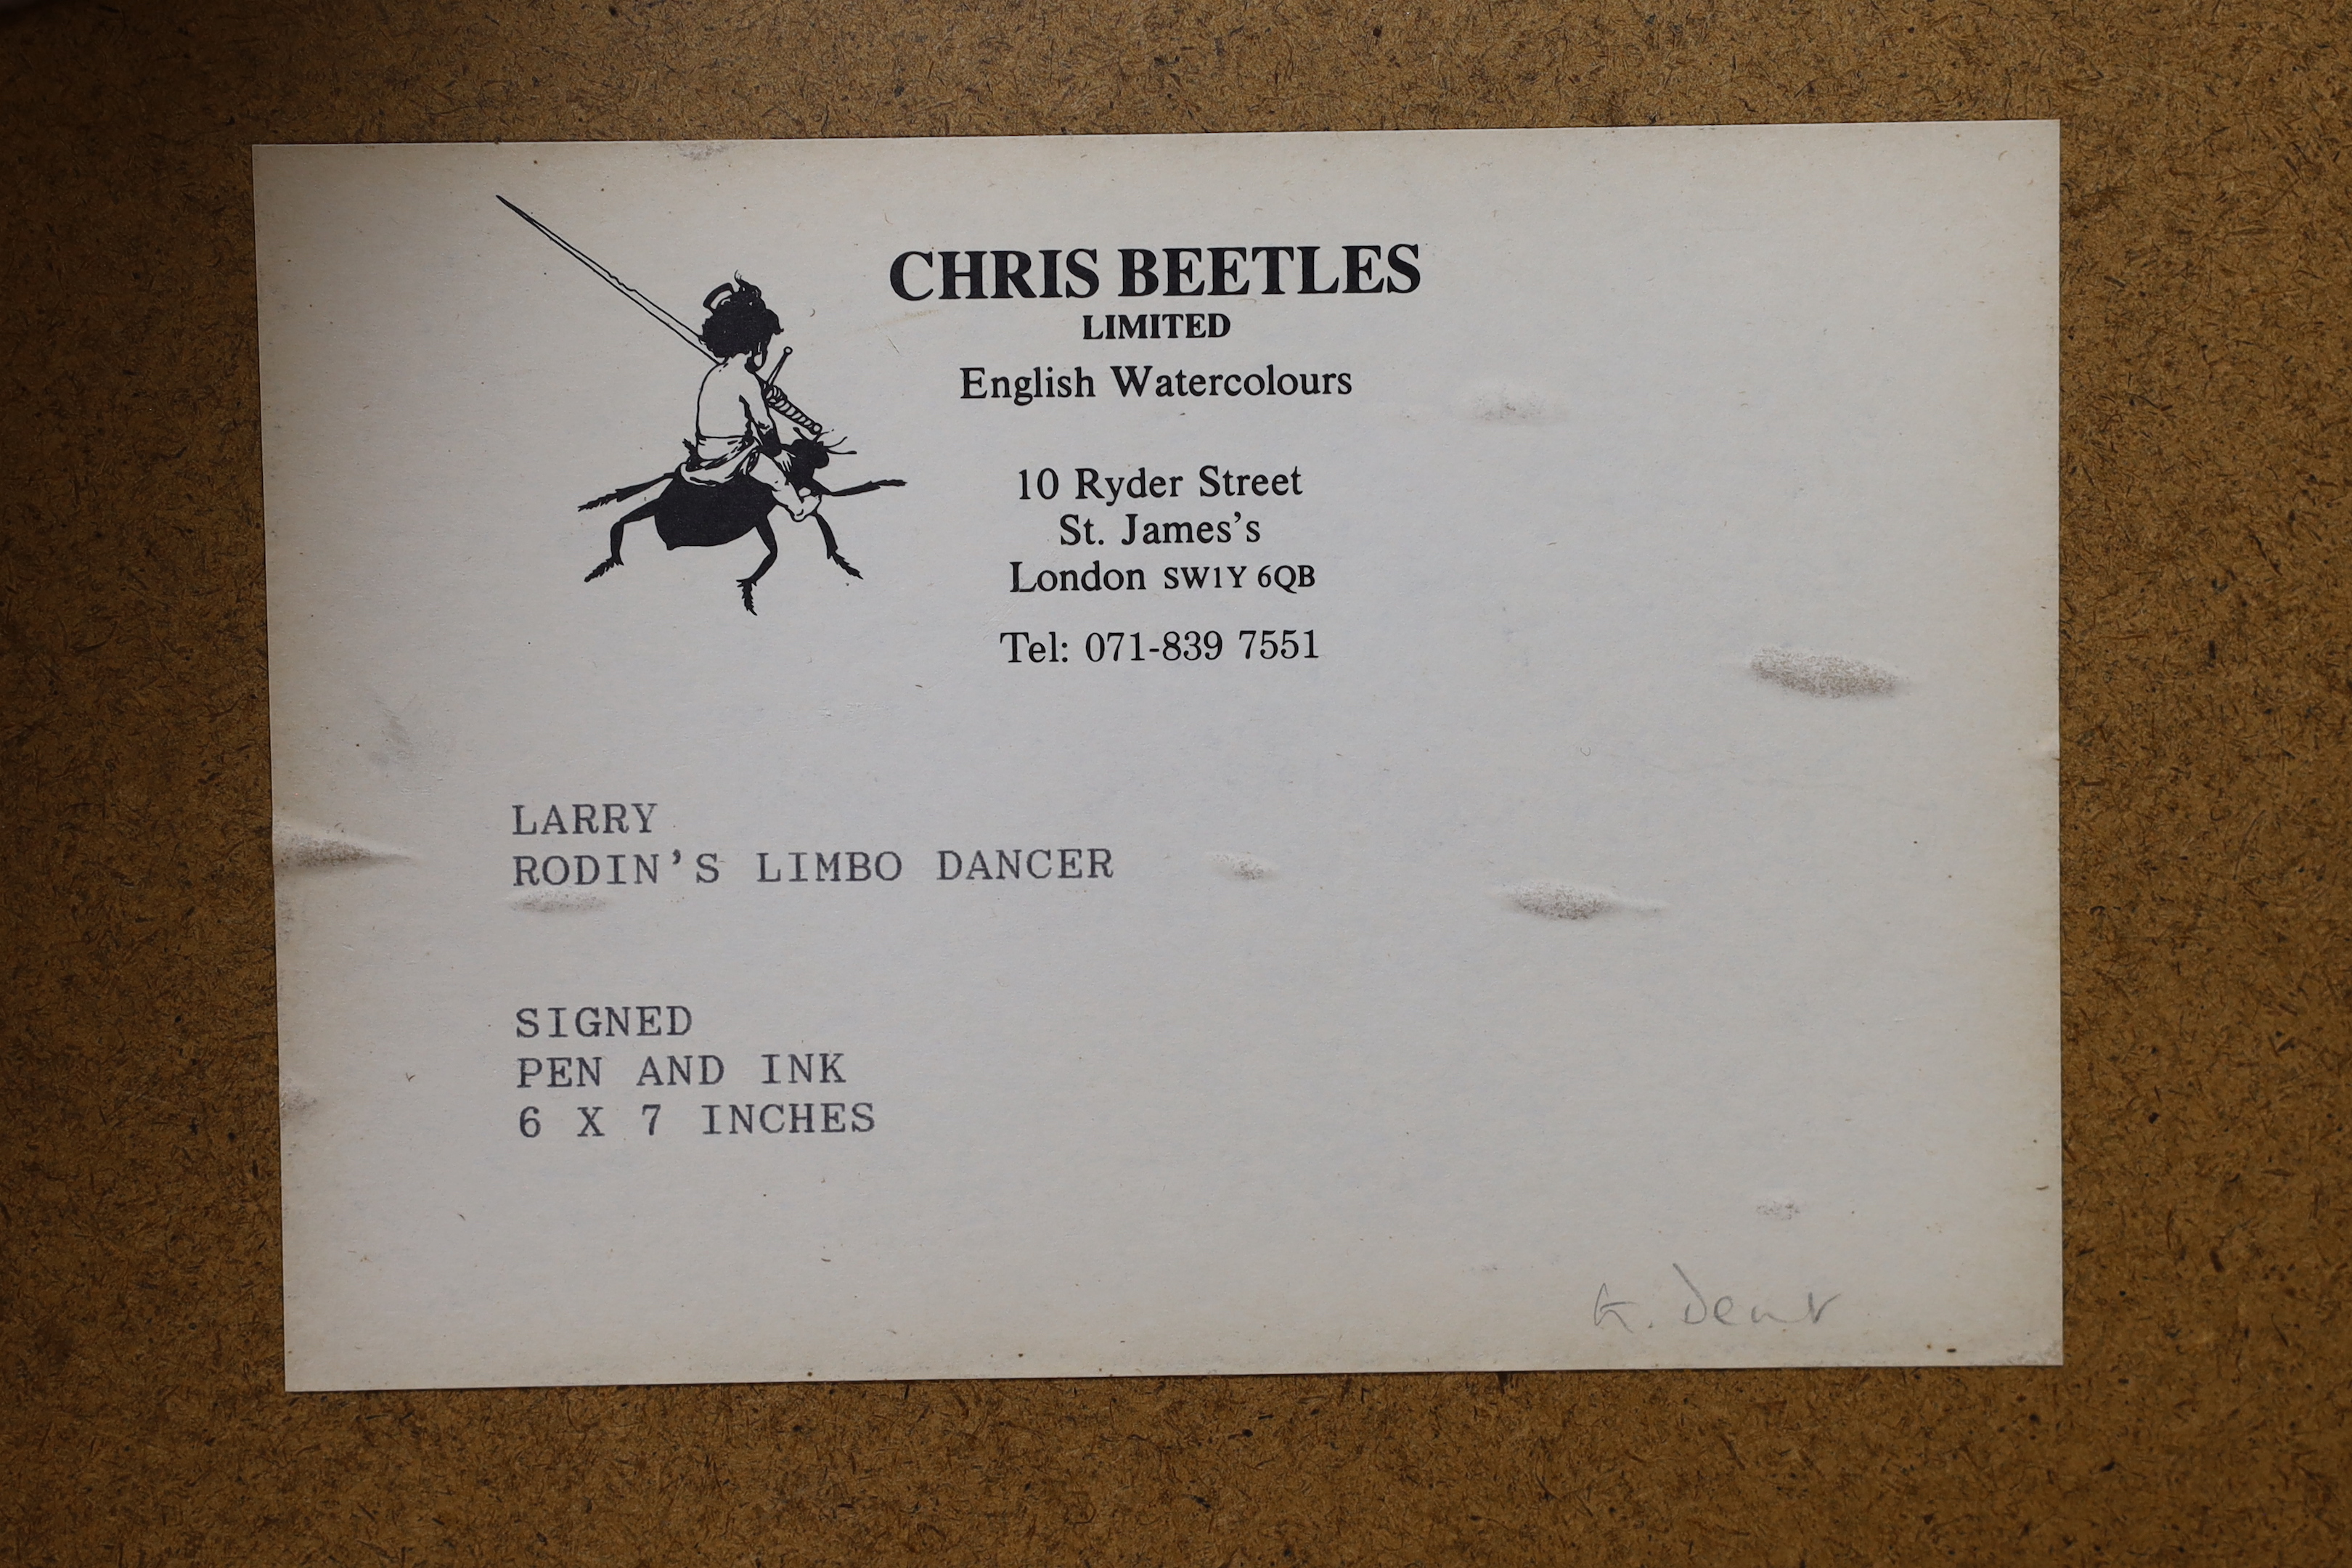 CHRIS BEETLES
LIMITED
English Watercolours
10 Ryder Street
St. James's
London SW1Y 6QB
Tel: 071-839 7551
LARRY
RODIN'S LIMBO DANCER
SIGNED
PEN AND INK
6 X 7 INCHES